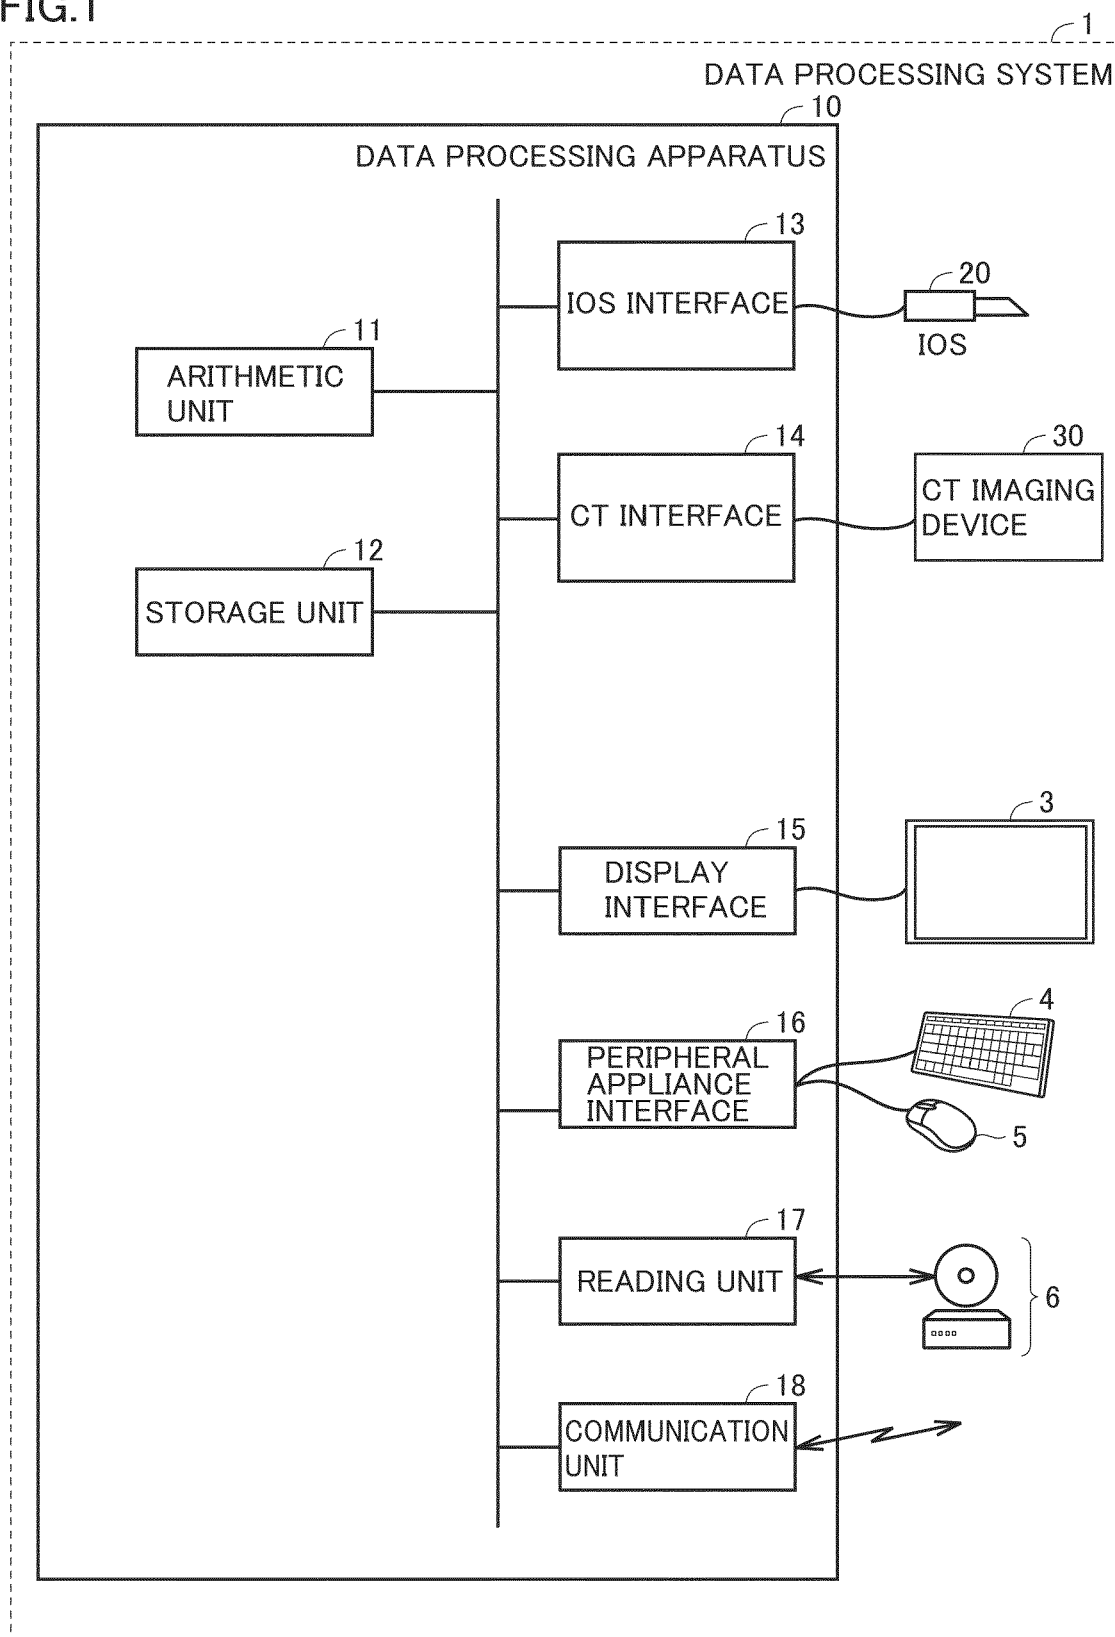 FIG.1
1
DATA PROCESSING SYSTEM
10
DATA PROCESSING APPARATUS
13
IOS INTERFACE
20
IOS
11
ARITHMETIC
UNIT
14
CT INTERFACE
30
CT IMAGING
DEVICE
12
STORAGE UNIT
15
DISPLAY
INTERFACE
3
16
PERIPHERAL
APPLIANCE
INTERFACE
4
5
17
READING UNIT
6
18
COMMUNICATION
UNIT